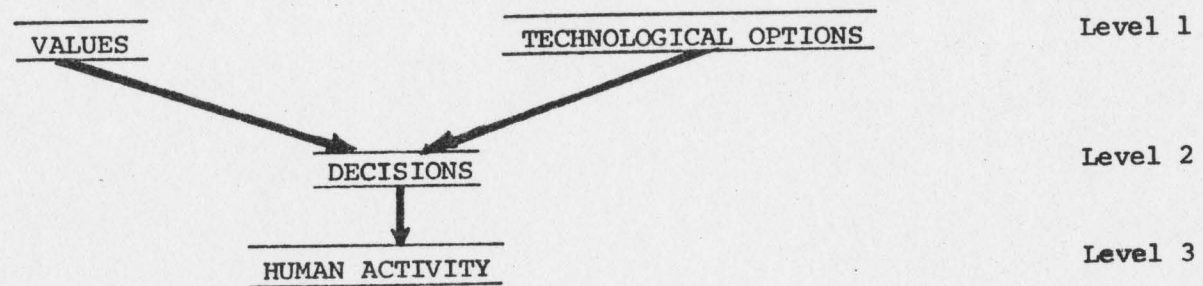 VALUES TECHNOLOGICAL OPTIONS Level 1
DECISIONS Level 2
HUMAN ACTIVITY Level 3